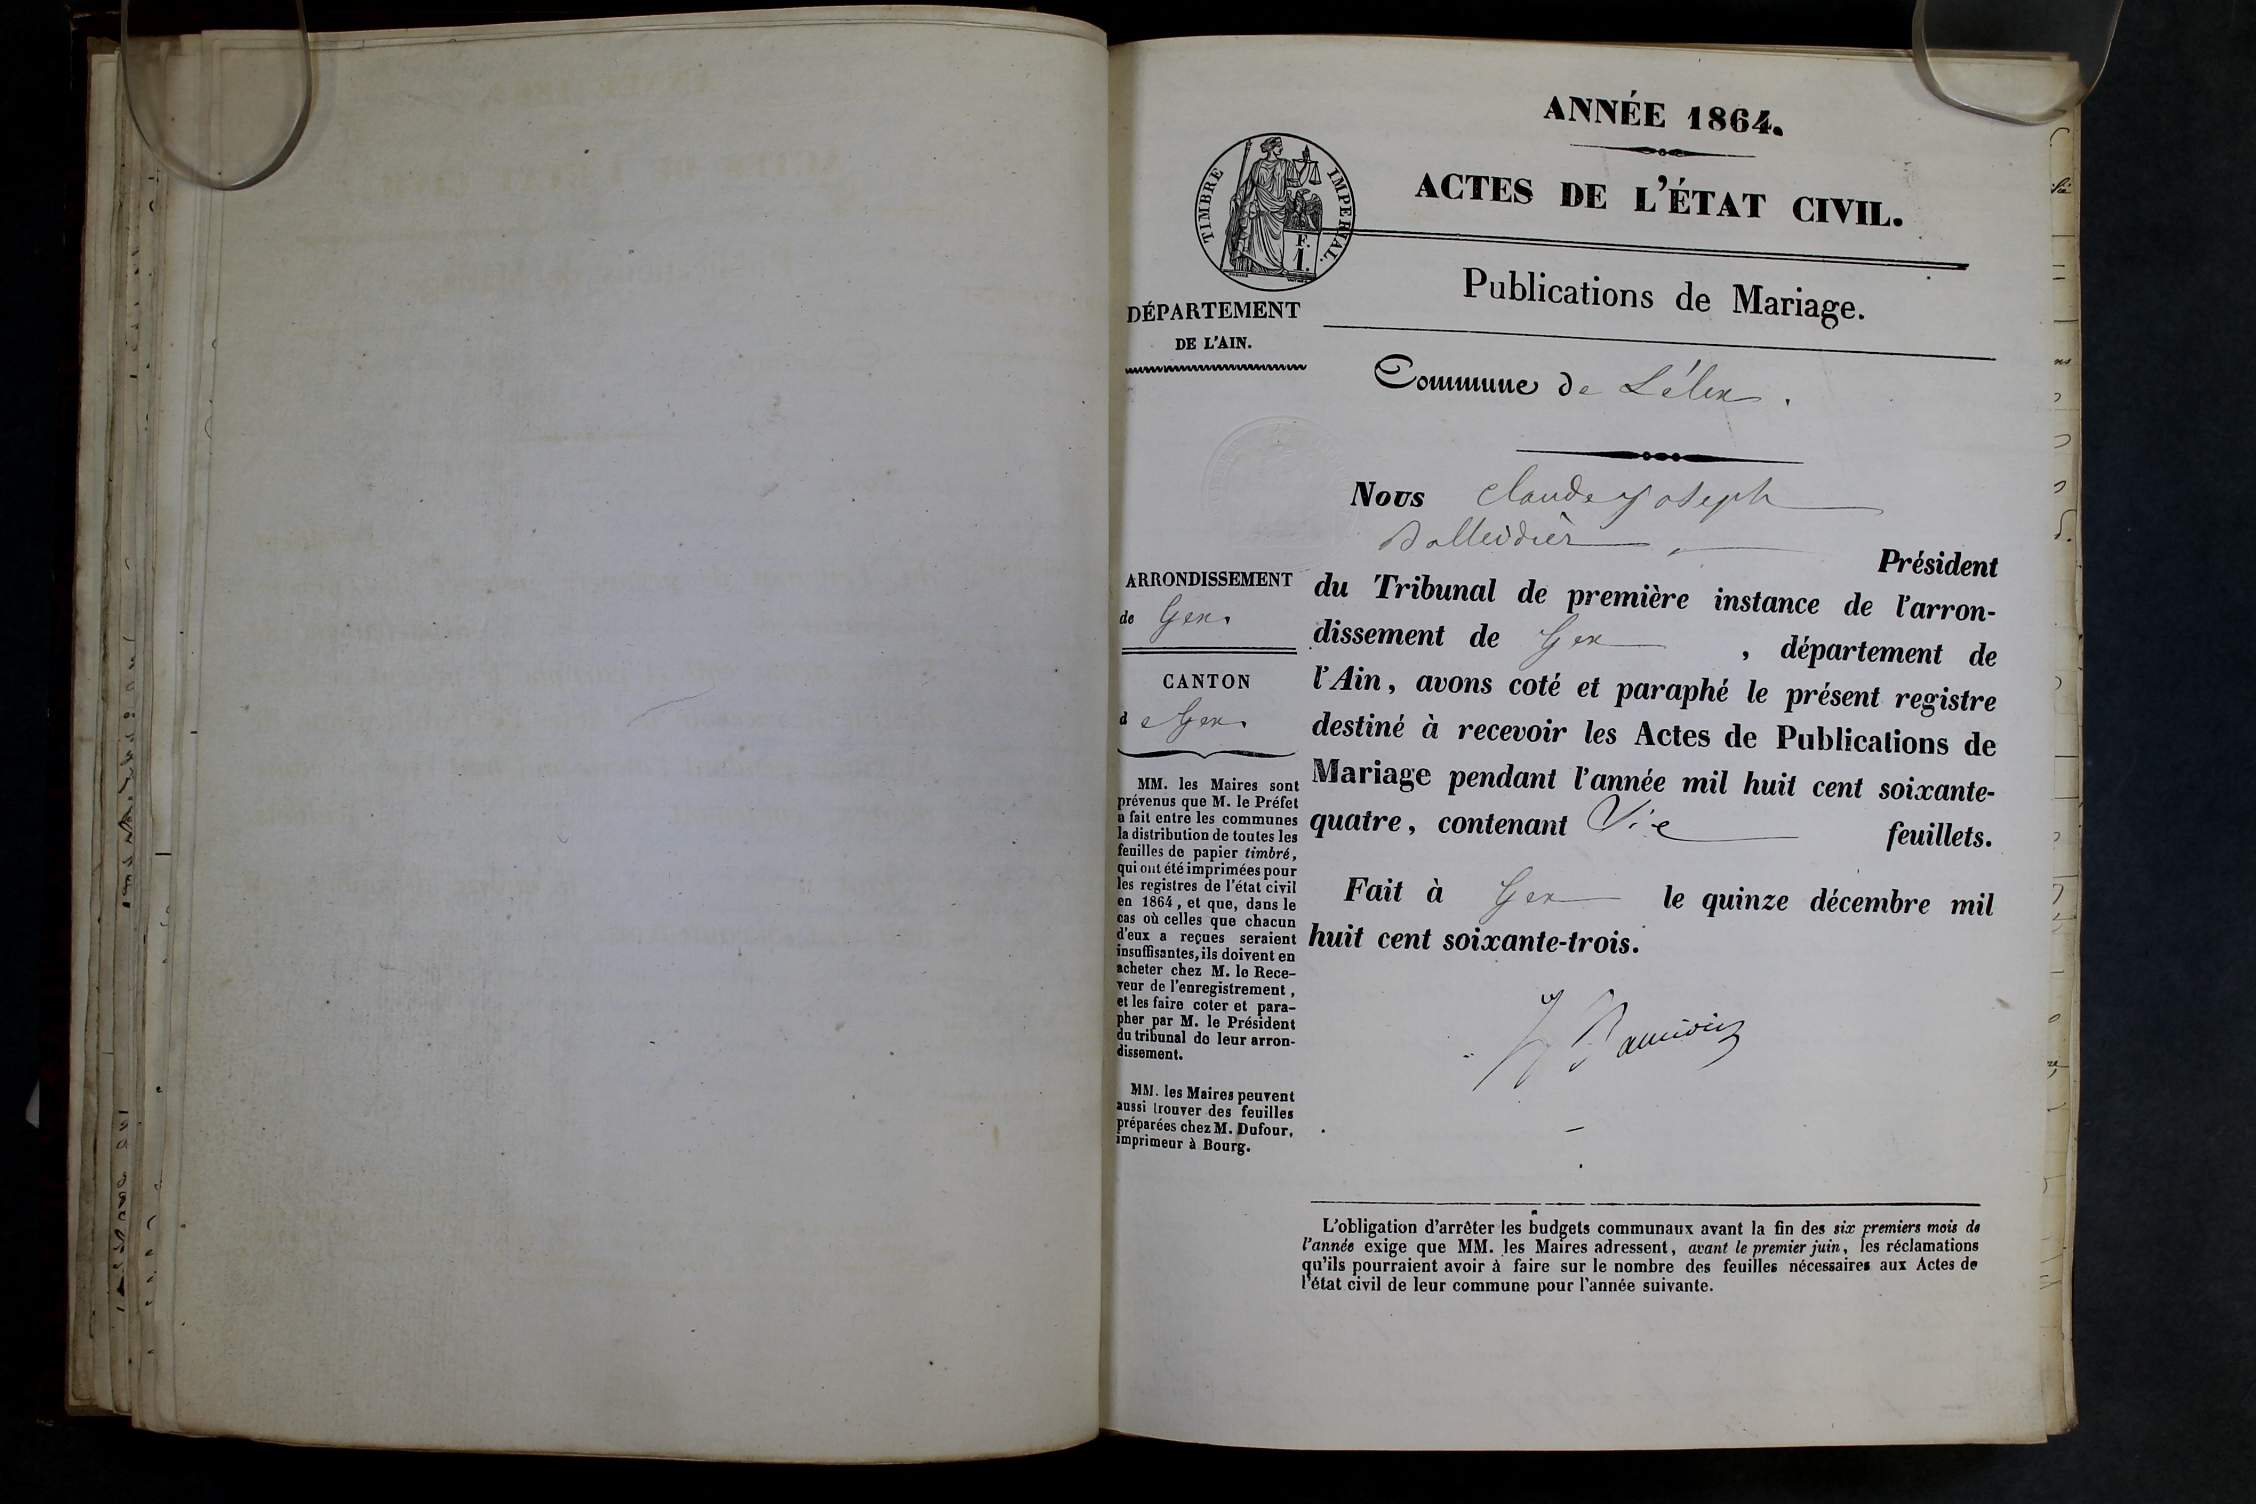 ANNÉE 1864.
ACTES DE L'ÉTAT CIVIL.
TIMBRE IMPERIAL.
F.
1.
Publications de Mariage.
DÉPARTEMENT
DE L'AIN.
Commune de Lélex.
ARRONDISSEMENT
de Gex.
CANTON
de Gex.
MM. les Maires sont
prévenus que M. le Préfet
a fait entre les communes
la distribution de toutes les
feuilles de papier timbré,
qui ont été imprimées pour
les registres de l'état civil
en 1864, et que, dans le
cas où celles que chacun
d'eux a reçues seraient
insuffisantes, ils doivent en
acheter chez M. le Rece-
veur de l'enregistrement,
et les faire coter et para-
pher par M. le Président
du tribunal de leur arron-
dissement.
MM. les Maires peuvent
aussi trouver des feuilles
préparées chez M. Dufour,
imprimeur à Bourg.
Nous Claude Joseph
Balleidier
Président
du Tribunal de première instance de l'arron-
dissement de Gex, département de
l'Ain, avons coté et paraphé le présent registre
destiné à recevoir les Actes de Publications de
Mariage pendant l'année mil huit cent soixante-
quatre, contenant feuillets.
Fait à Gex le quinze décembre mil
huit cent soixante-trois.
L'obligation d'arrêter les budgets communaux avant la fin des six premiers mois de
l'année exige que MM. les Maires adressent, avant le premier juin, les réclamations
qu'ils pourraient avoir à faire sur le nombre des feuilles nécessaires aux Actes de
l'état civil de leur commune pour l'année suivante.